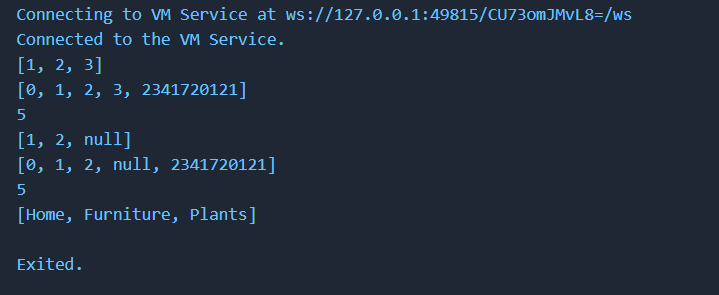 Connecting to VM Service at ws://127.0.0.1:49815/CU73omJMvL8=/ws
Connected to the VM Service.
[1, 2, 3]
[0, 1, 2, 3, 2341720121]
5
[1, 2, null]
[0, 1, 2, null, 2341720121]
5
[Home, Furniture, Plants]
Exited.